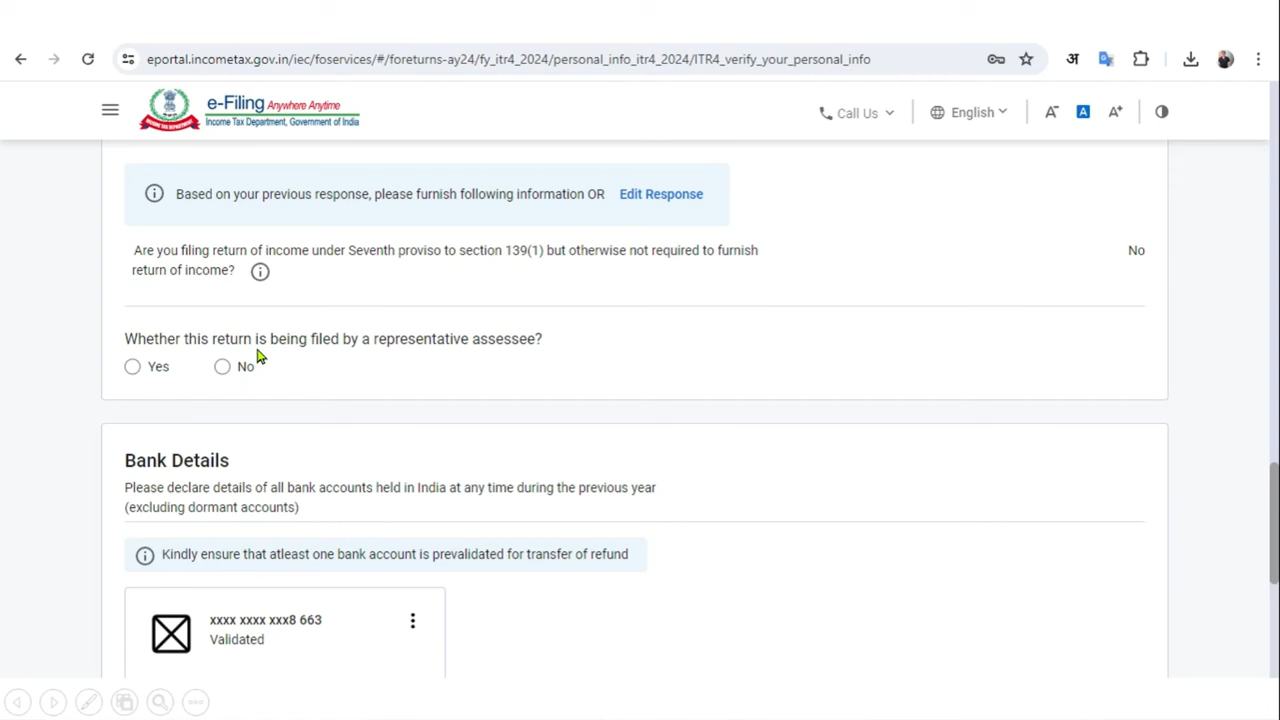 eportal.incometax.gov.in/iec/foservices/#/foreturns-ay24/fy_itr4_2024/personal_info_itr4_2024/ITR4_verify_your_personal_info
अ
e-Filing Anywhere Anytime
Income Tax Department, Government of India
Call Us
English
A-
A
A+
Based on your previous response, please furnish following information OR Edit Response
Are you filing return of income under Seventh proviso to section 139(1) but otherwise not required to furnish
return of income?
No
Whether this return is being filed by a representative assessee?
Yes
No
Bank Details
Please declare details of all bank accounts held in India at any time during the previous year
(excluding dormant accounts)
Kindly ensure that atleast one bank account is prevalidated for transfer of refund
xxxx xxxx xxx8 663
Validated